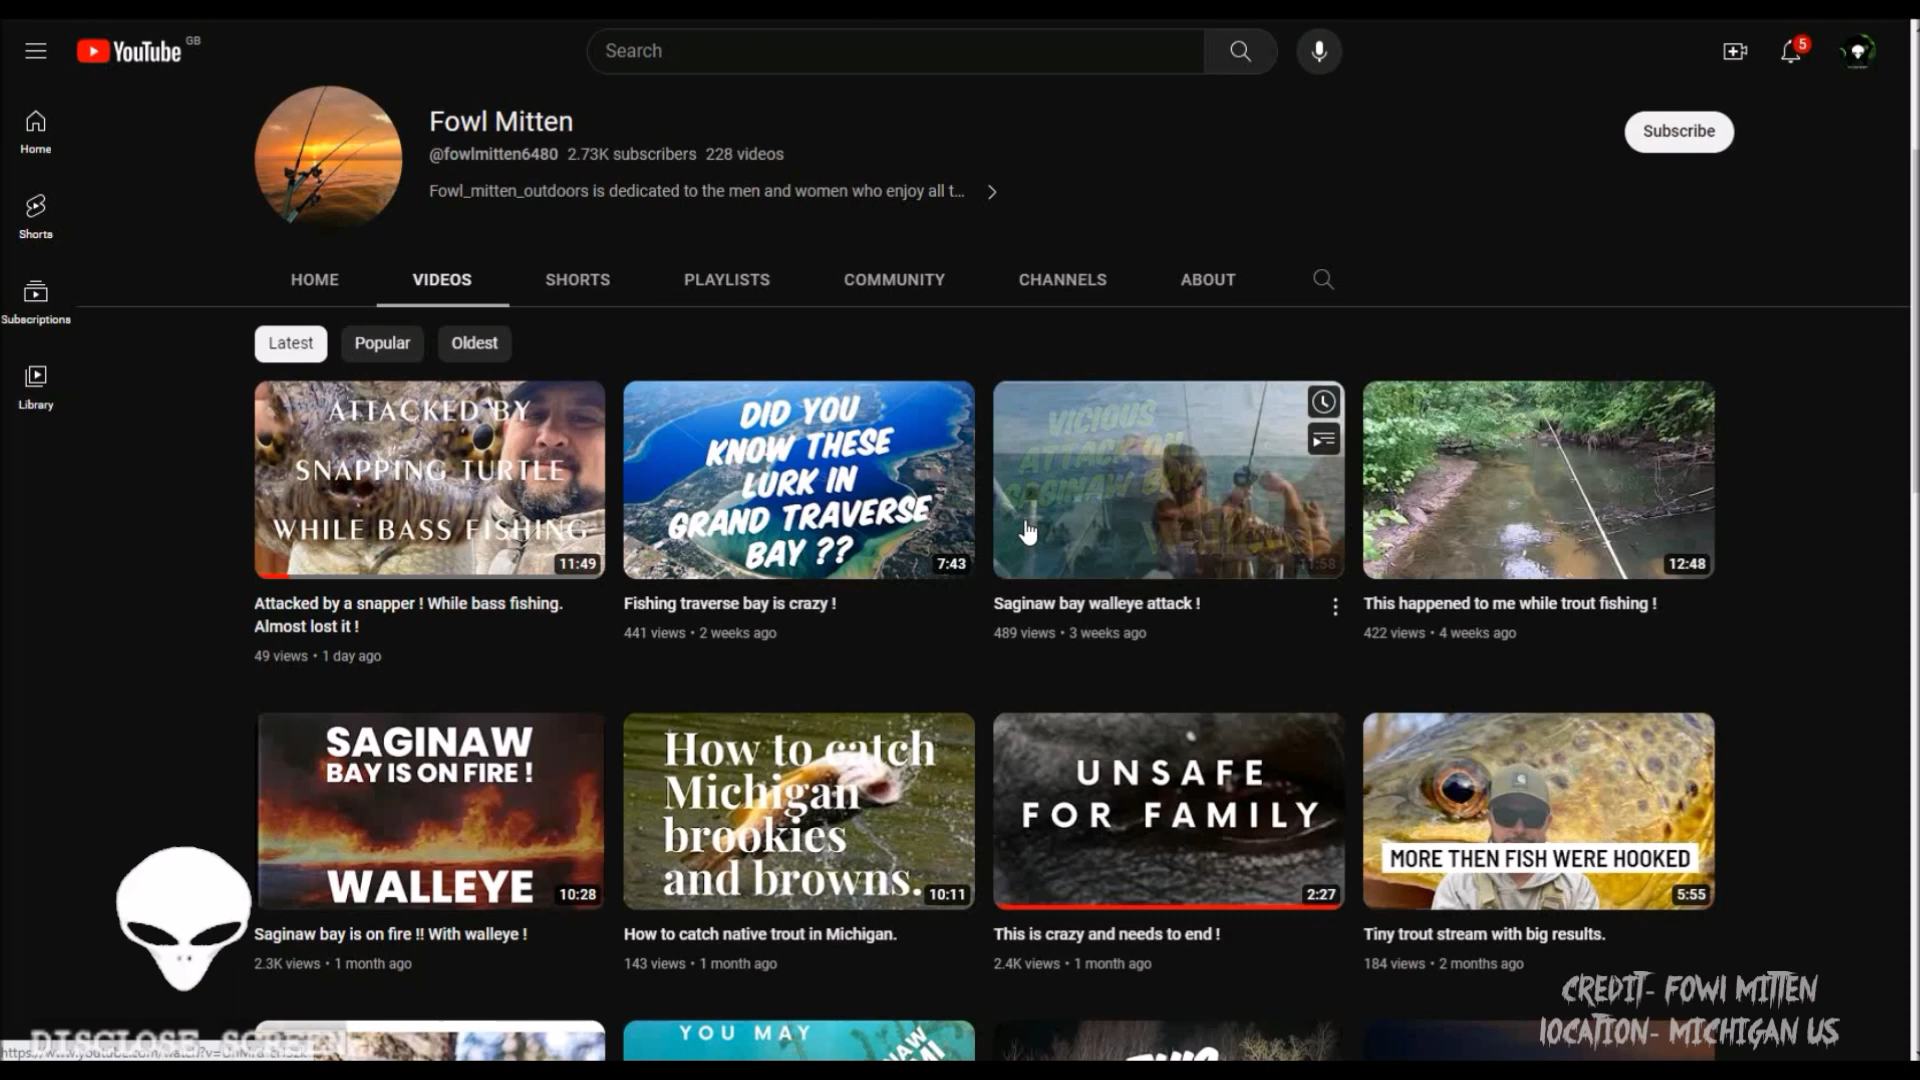 YouTube GB
Search
5
Home
Shorts
Subscriptions
Library
Fowl Mitten
@fowlmitten6480 2.73K subscribers 228 videos
Fowl_mitten_outdoors is dedicated to the men and women who enjoy all t...
Subscribe
HOME VIDEOS SHORTS PLAYLISTS COMMUNITY CHANNELS ABOUT
Latest Popular Oldest
ATTACKED BY
SNAPPING TURTLE
WHILE BASS FISHING
11:49
Attacked by a snapper ! While bass fishing.
Almost lost it !
49 views • 1 day ago
DID YOU
KNOW THESE
LURK IN
GRAND TRAVERSE
BAY ??
7:43
Fishing traverse bay is crazy !
441 views • 2 weeks ago
VICIOUS
ATTACK ON
SAGINAW BAY
11:58
Saginaw bay walleye attack !
489 views • 3 weeks ago
12:48
This happened to me while trout fishing !
422 views • 4 weeks ago
SAGINAW
BAY IS ON FIRE !
WALLEYE
10:28
Saginaw bay is on fire !! With walleye !
2.3K views • 1 month ago
How to catch
Michigan
brookies
and browns.
10:11
How to catch native trout in Michigan.
143 views • 1 month ago
UNSAFE
FOR FAMILY
2:27
This is crazy and needs to end !
2.4K views • 1 month ago
MORE THEN FISH WERE HOOKED
5:55
Tiny trout stream with big results.
184 views • 2 months ago
YOU MAY
DISCLOSE SCREEN
CREDIT- FOWL MITTEN
LOCATION- MICHIGAN US